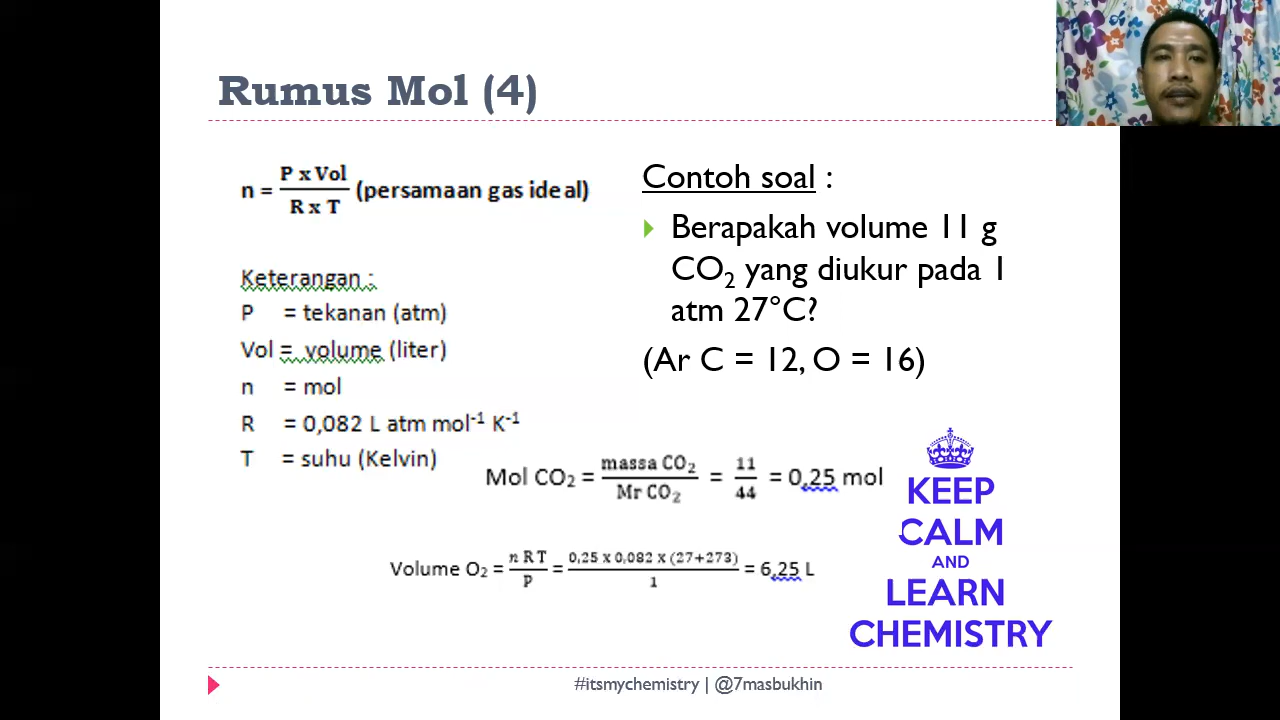 Rumus Mol (4)
n = P x Vol / R x T (persamaan gas ideal)
Keterangan :
P = tekanan (atm)
Vol = volume (liter)
n = mol
R = 0,082 L atm mol⁻¹ K⁻¹
T = suhu (Kelvin)
Contoh soal :
Berapakah volume 11 g
CO₂ yang diukur pada 1
atm 27°C?
(Ar C = 12, O = 16)
Mol CO₂ = massa CO₂ / Mr CO₂ = 11 / 44 = 0,25 mol
Volume O₂ = n R T / P = 0,25 x 0,082 x (27+273) / 1 = 6,25 L
KEEP
CALM
AND
LEARN
CHEMISTRY
#itsmychemistry | @7masbukhin